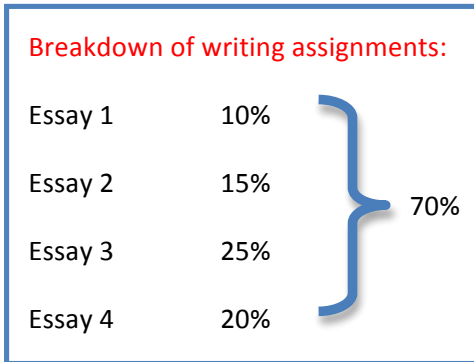 Breakdown of writing assignments:
Essay 1 10%
Essay 2 15%
70%
Essay 3 25%
Essay 4 20%